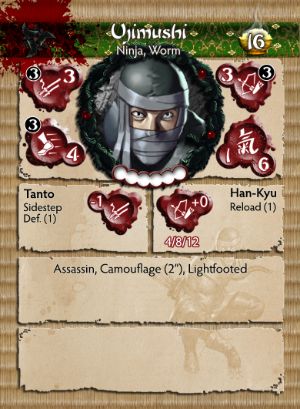 Ujimushi
Ninja, Worm
16
3 3
3 3
3 4
氣 6
Tanto
Sidestep
Def. (1)
-1
Han-Kyu
Reload (1)
+0
4/8/12
Assassin, Camouflage (2"), Lightfooted